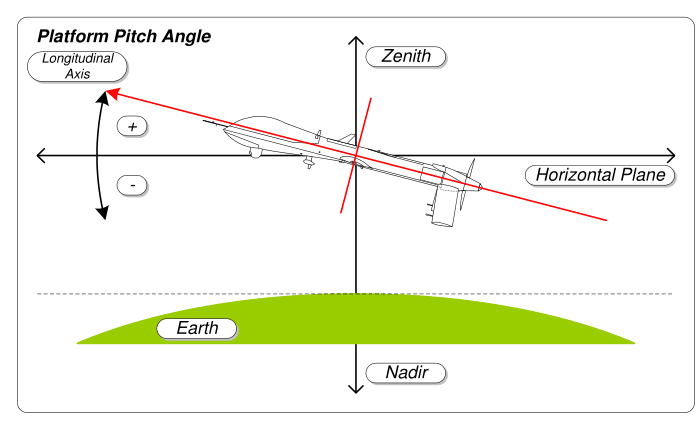 Platform Pitch Angle
Longitudinal
Axis
Zenith
+
-
Horizontal Plane
Earth
Nadir